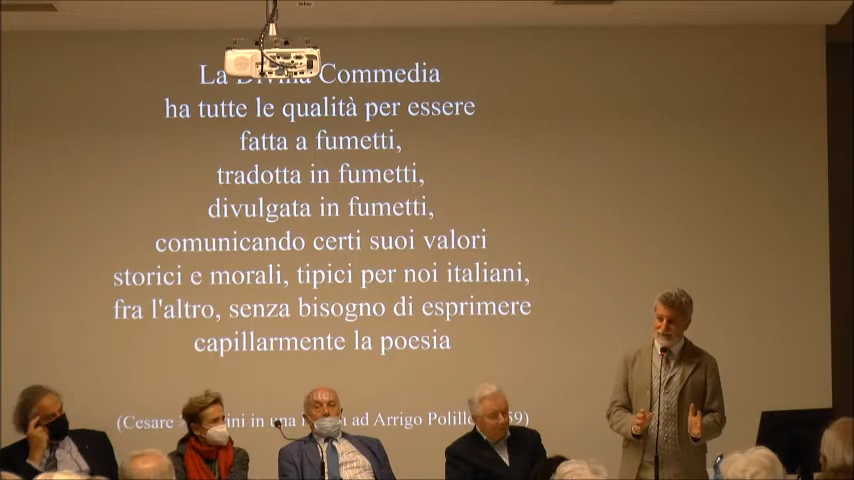 La Divina Commedia
ha tutte le qualità per essere
fatta a fumetti,
tradotta in fumetti,
divulgata in fumetti,
comunicando certi suoi valori
storici e morali, tipici per noi italiani,
fra l'altro, senza bisogno di esprimere
capillarmente la poesia
(Cesare in una ad Arrigo Polillo